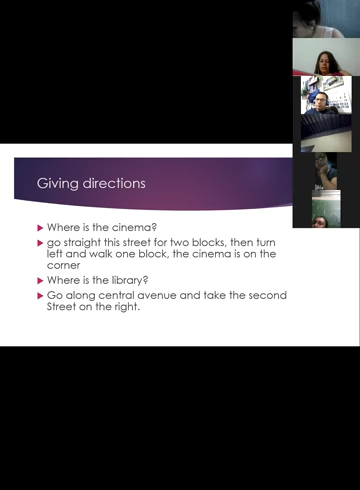 Giving directions
Where is the cinema?
go straight this street for two blocks, then turn
left and walk one block, the cinema is on the
corner
Where is the library?
Go along central avenue and take the second
Street on the right.